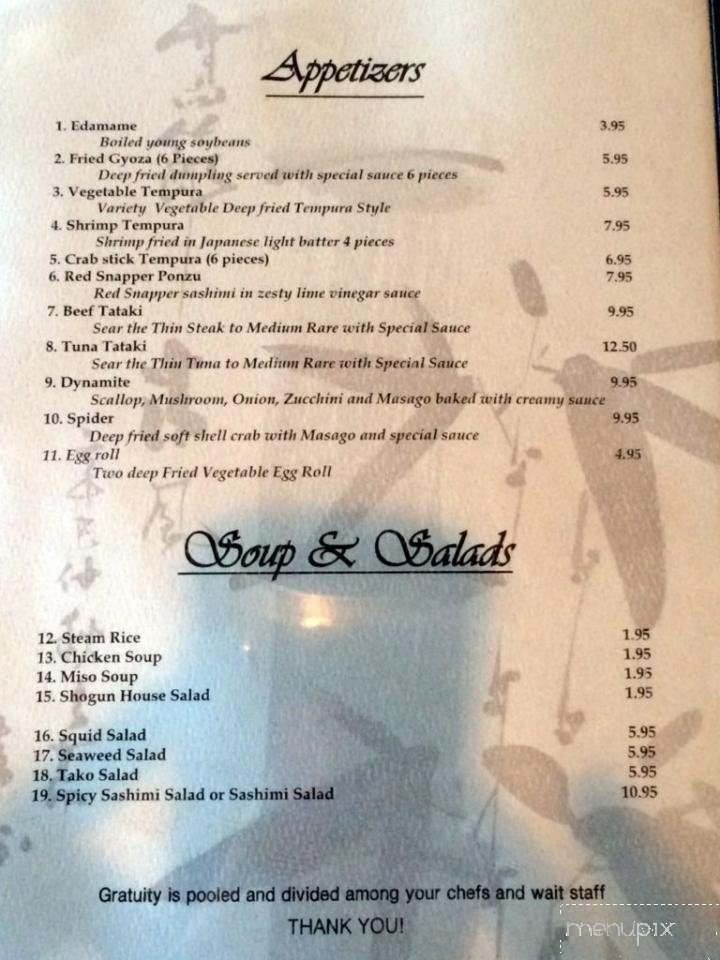 Appetizers
1. Edamame 3.95
Boiled young soybeans
2. Fried Gyoza (6 Pieces) 5.95
Deep fried dumpling served with special sauce 6 pieces
3. Vegetable Tempura 5.95
Variety Vegetable Deep fried Tempura Style
4. Shrimp Tempura 7.95
Shrimp fried in Japanese light batter 4 pieces
5. Crab stick Tempura (6 pieces) 6.95
6. Red Snapper Ponzu 7.95
Red Snapper sashimi in zesty lime vinegar sauce
7. Beef Tataki 9.95
Sear the Thin Steak to Medium Rare with Special Sauce
8. Tuna Tataki 12.50
Sear the Thin Tuna to Medium Rare with Special Sauce
9. Dynamite 9.95
Scallop, Mushroom, Onion, Zucchini and Masago baked with creamy sauce
10. Spider 9.95
Deep fried soft shell crab with Masago and special sauce
11. Egg roll 4.95
Two deep Fried Vegetable Egg Roll
Soup & Salads
12. Steam Rice 1.95
13. Chicken Soup 1.95
14. Miso Soup 1.95
15. Shogun House Salad 1.95
16. Squid Salad 5.95
17. Seaweed Salad 5.95
18. Tako Salad 5.95
19. Spicy Sashimi Salad or Sashimi Salad 10.95
Gratuity is pooled and divided among your chefs and wait staff
THANK YOU!
menupix